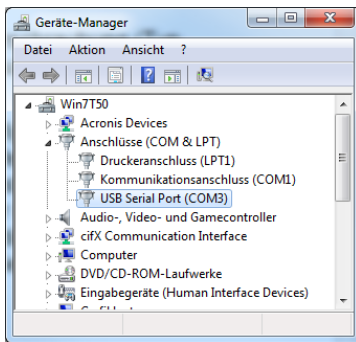 Geräte-Manager
Datei Aktion Ansicht ?
Win7T50
Acronis Devices
Anschlüsse (COM & LPT)
Druckeranschluss (LPT1)
Kommunikationsanschluss (COM1)
USB Serial Port (COM3)
Audio-, Video- und Gamecontroller
cifX Communication Interface
Computer
DVD/CD-ROM-Laufwerke
Eingabegeräte (Human Interface Devices)